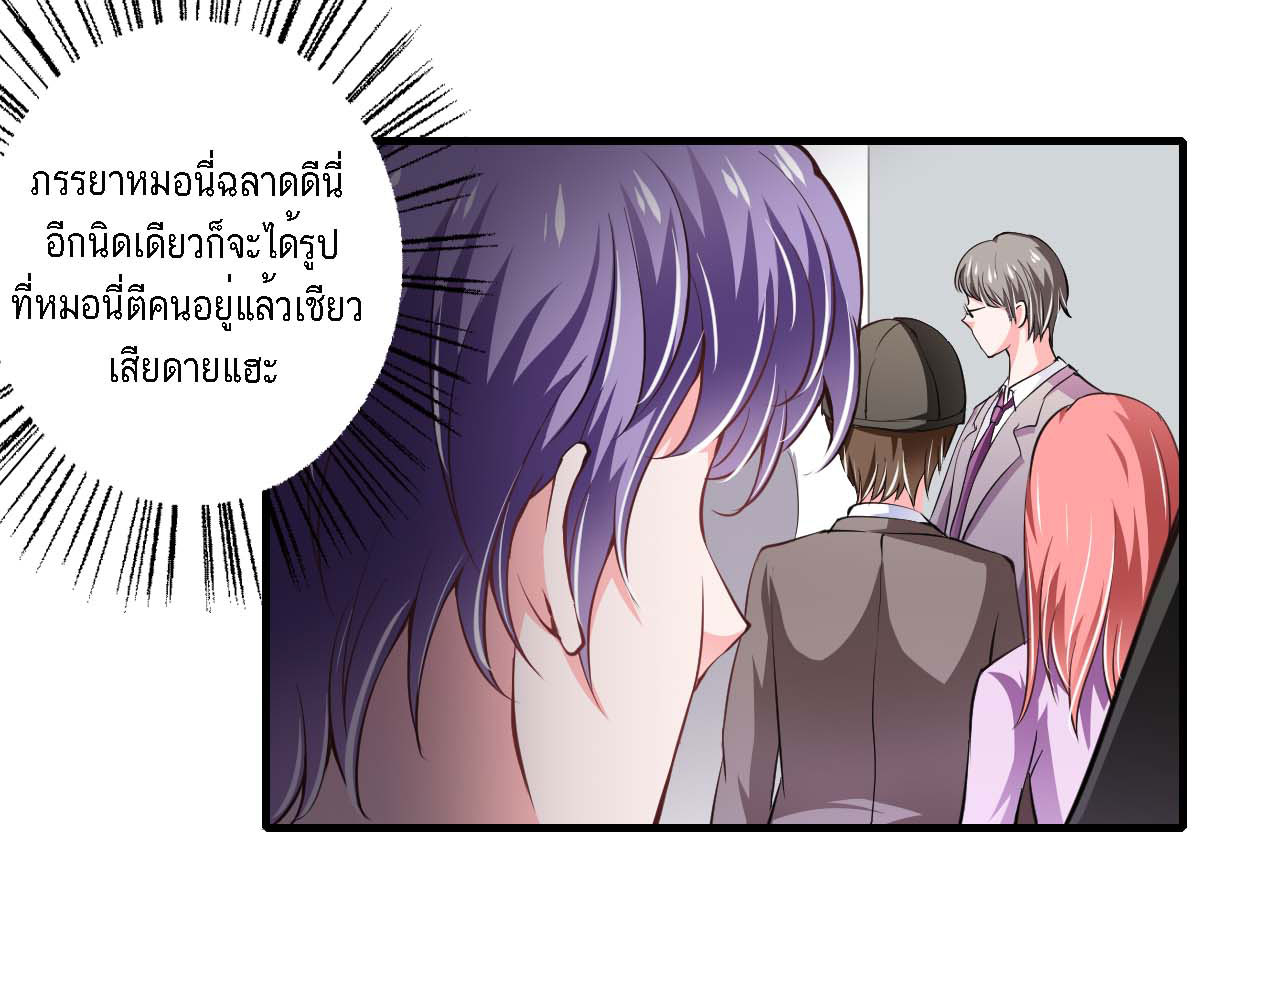 ภรรยาหมอนี่ฉลาดดีนี่
อีกนิดเดียวก็จะได้รูป
ที่หมอนี่ตีคนอยู่แล้วเชียว
เสียดายแฮะ